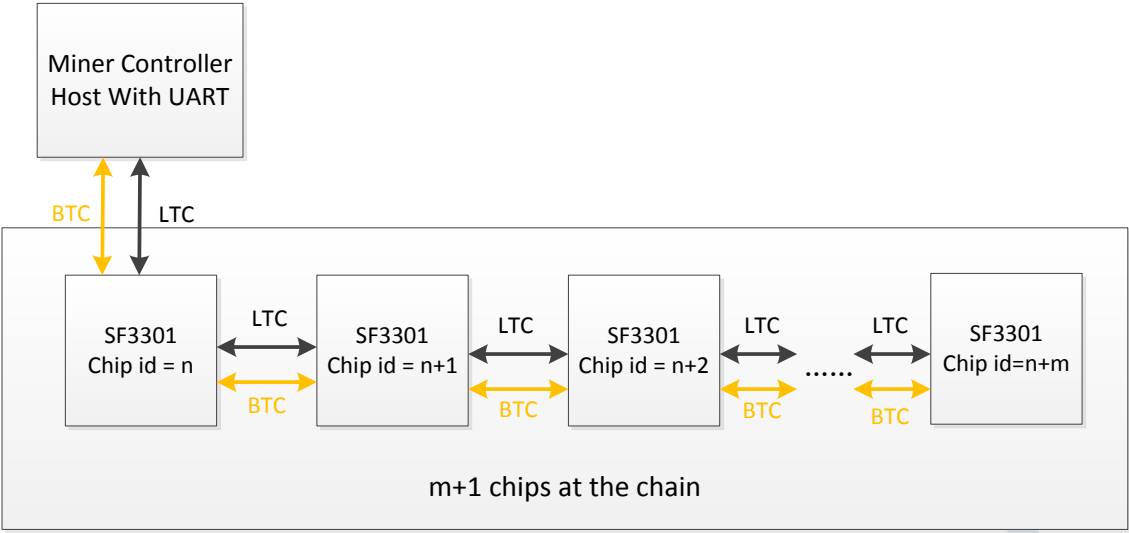 Miner Controller
Host With UART
BTC
LTC
SF3301
Chip id = n
LTC
BTC
SF3301
Chip id = n+1
LTC
BTC
SF3301
Chip id = n+2
LTC
BTC
......
LTC
BTC
SF3301
Chip id=n+m
m+1 chips at the chain